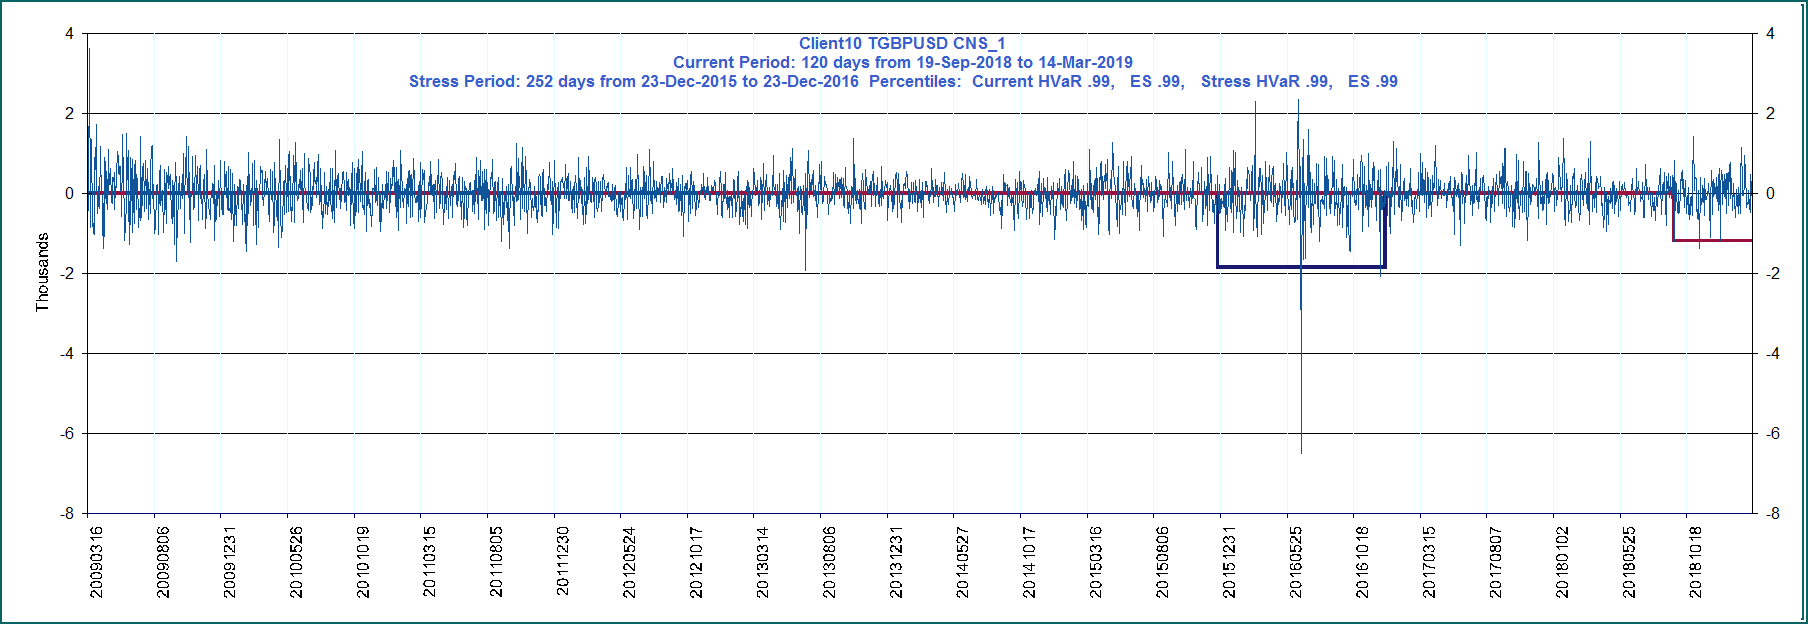 Client10 TGBPUSD CNS_1
Current Period: 120 days from 19-Sep-2018 to 14-Mar-2019
Stress Period: 252 days from 23-Dec-2015 to 23-Dec-2016 Percentiles: Current HVaR .99, ES .99, Stress HVaR .99, ES .99
4 4
2 2
0 0
-2 -2
-4 -4
-6 -6
-8 -8
Thousands
20090316 20090806 20091231 20100526 20101019 20110315 20110805 20111230 20120524 20121017 20130314 20130806 20131231 20140527 20141017 20150316 20150806 20151231 20160525 20161018 20170315 20170807 20180102 20180525 20181018